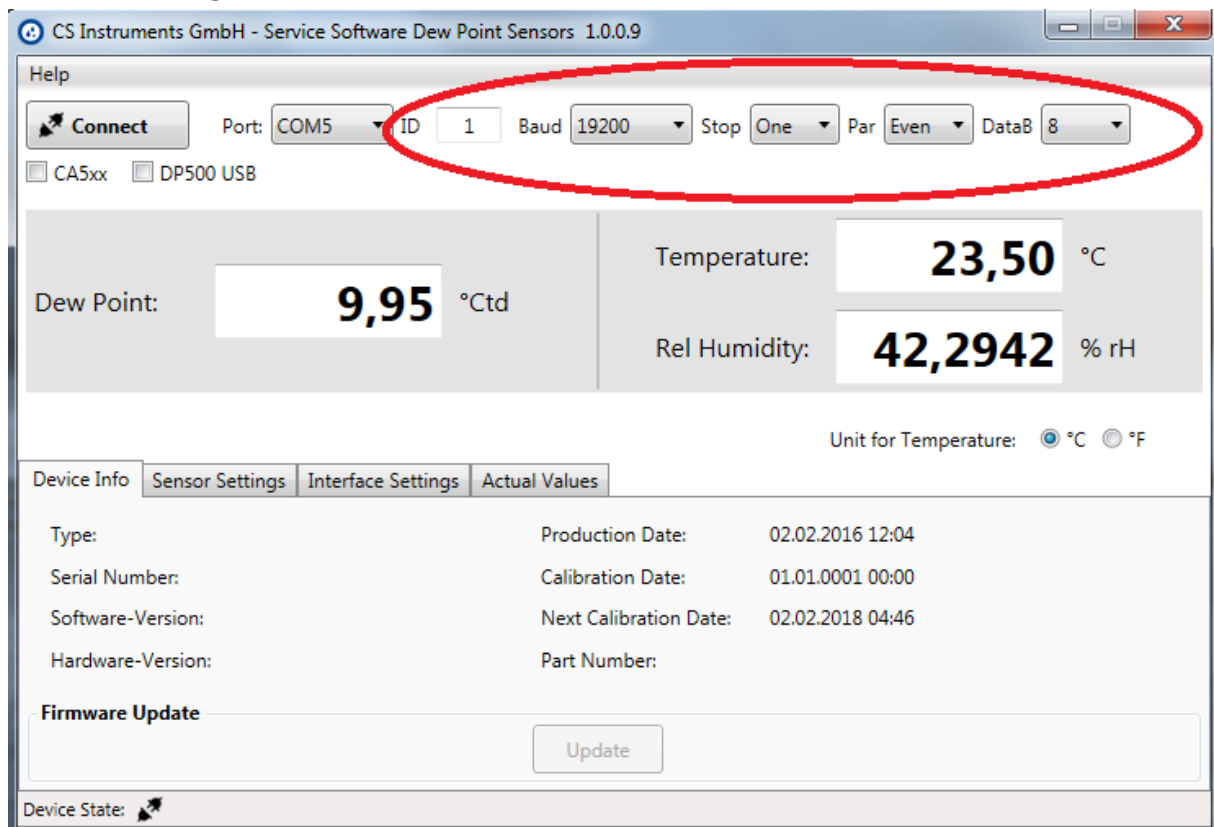 CS Instruments GmbH - Service Software Dew Point Sensors 1.0.0.9
Help
Connect Port: COM5 ID 1 Baud 19200 Stop One Par Even DataB 8
CA5xx DP500 USB
Temperature: 23,50 °C
Dew Point: 9,95 °Ctd
Rel Humidity: 42,2942 % rH
Unit for Temperature: °C °F
Device Info Sensor Settings Interface Settings Actual Values
Type: Production Date: 02.02.2016 12:04
Serial Number: Calibration Date: 01.01.0001 00:00
Software-Version: Next Calibration Date: 02.02.2018 04:46
Hardware-Version: Part Number:
Firmware Update
Update
Device State: